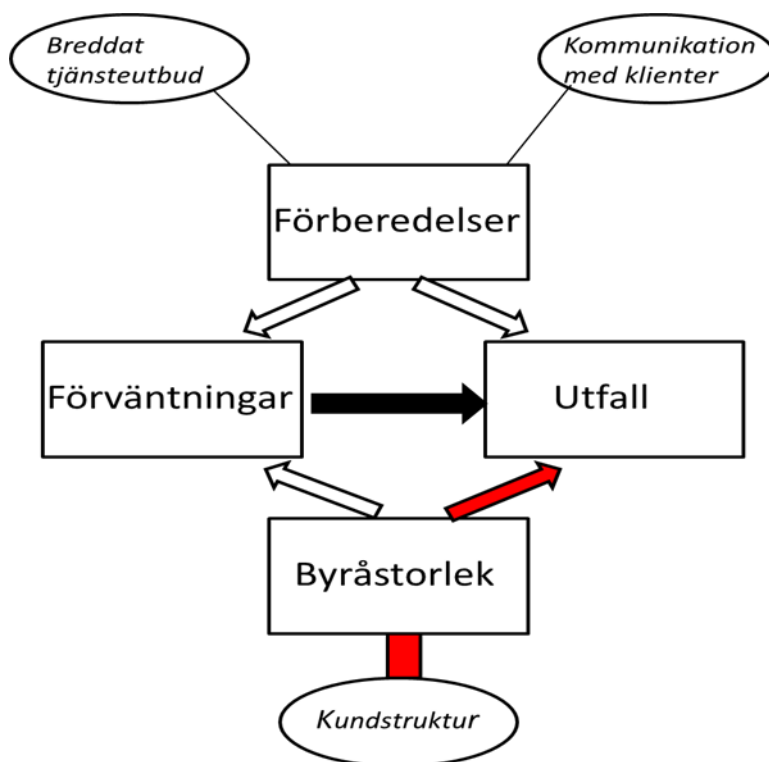 Breddat
tjänsteutbud
Kommunikation
med klienter
Förberedelser
Förväntningar
Utfall
Byråstorlek
Kundstruktur